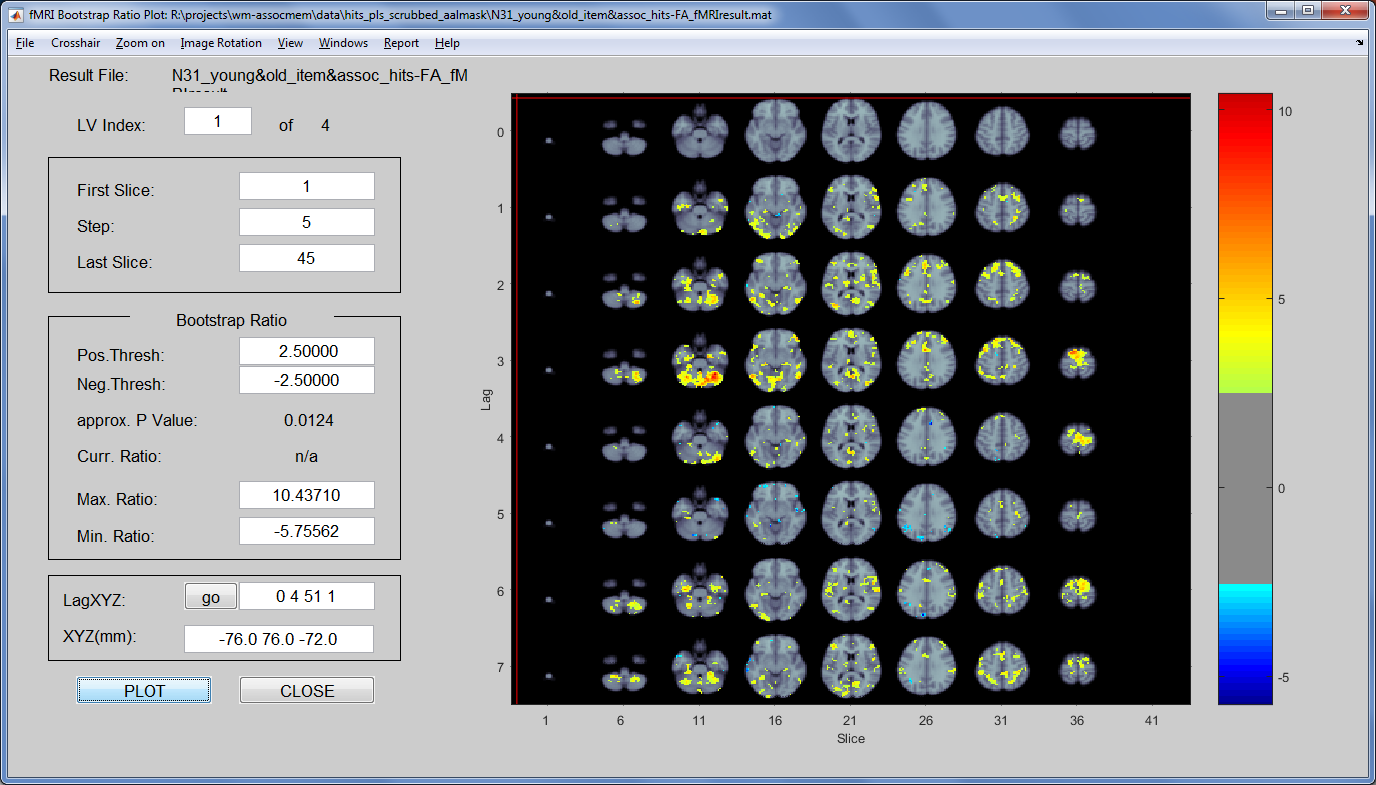 fMRI Bootstrap Ratio Plot: R:\projects\wm-assocmem\data\hits_pls_scrubbed_aalmask\N31_young&old_item&assoc_hits-FA_fMRIresult.mat
File Crosshair Zoom on Image Rotation View Windows Report Help
Result File: N31_young&old_item&assoc_hits-FA_fM
RIresult
LV Index: 1 of 4
First Slice: 1
Step: 5
Last Slice: 45
Bootstrap Ratio
Pos.Thresh: 2.50000
Neg.Thresh: -2.50000
approx. P Value: 0.0124
Curr. Ratio: n/a
Max. Ratio: 10.43710
Min. Ratio: -5.75562
LagXYZ: go 0 4 51 1
XYZ(mm): -76.0 76.0 -72.0
PLOT CLOSE
Lag
0
1
2
3
4
5
6
7
1 6 11 16 21 26 31 36 41
Slice
10
5
0
-5